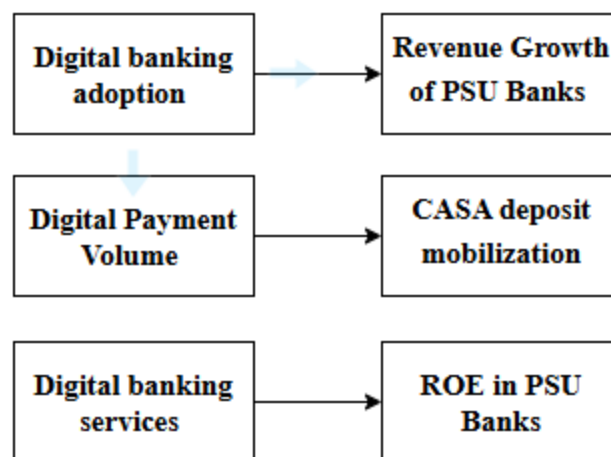 Digital banking
adoption
Revenue Growth
of PSU Banks
Digital Payment
Volume
CASA deposit
mobilization
Digital banking
services
ROE in PSU
Banks